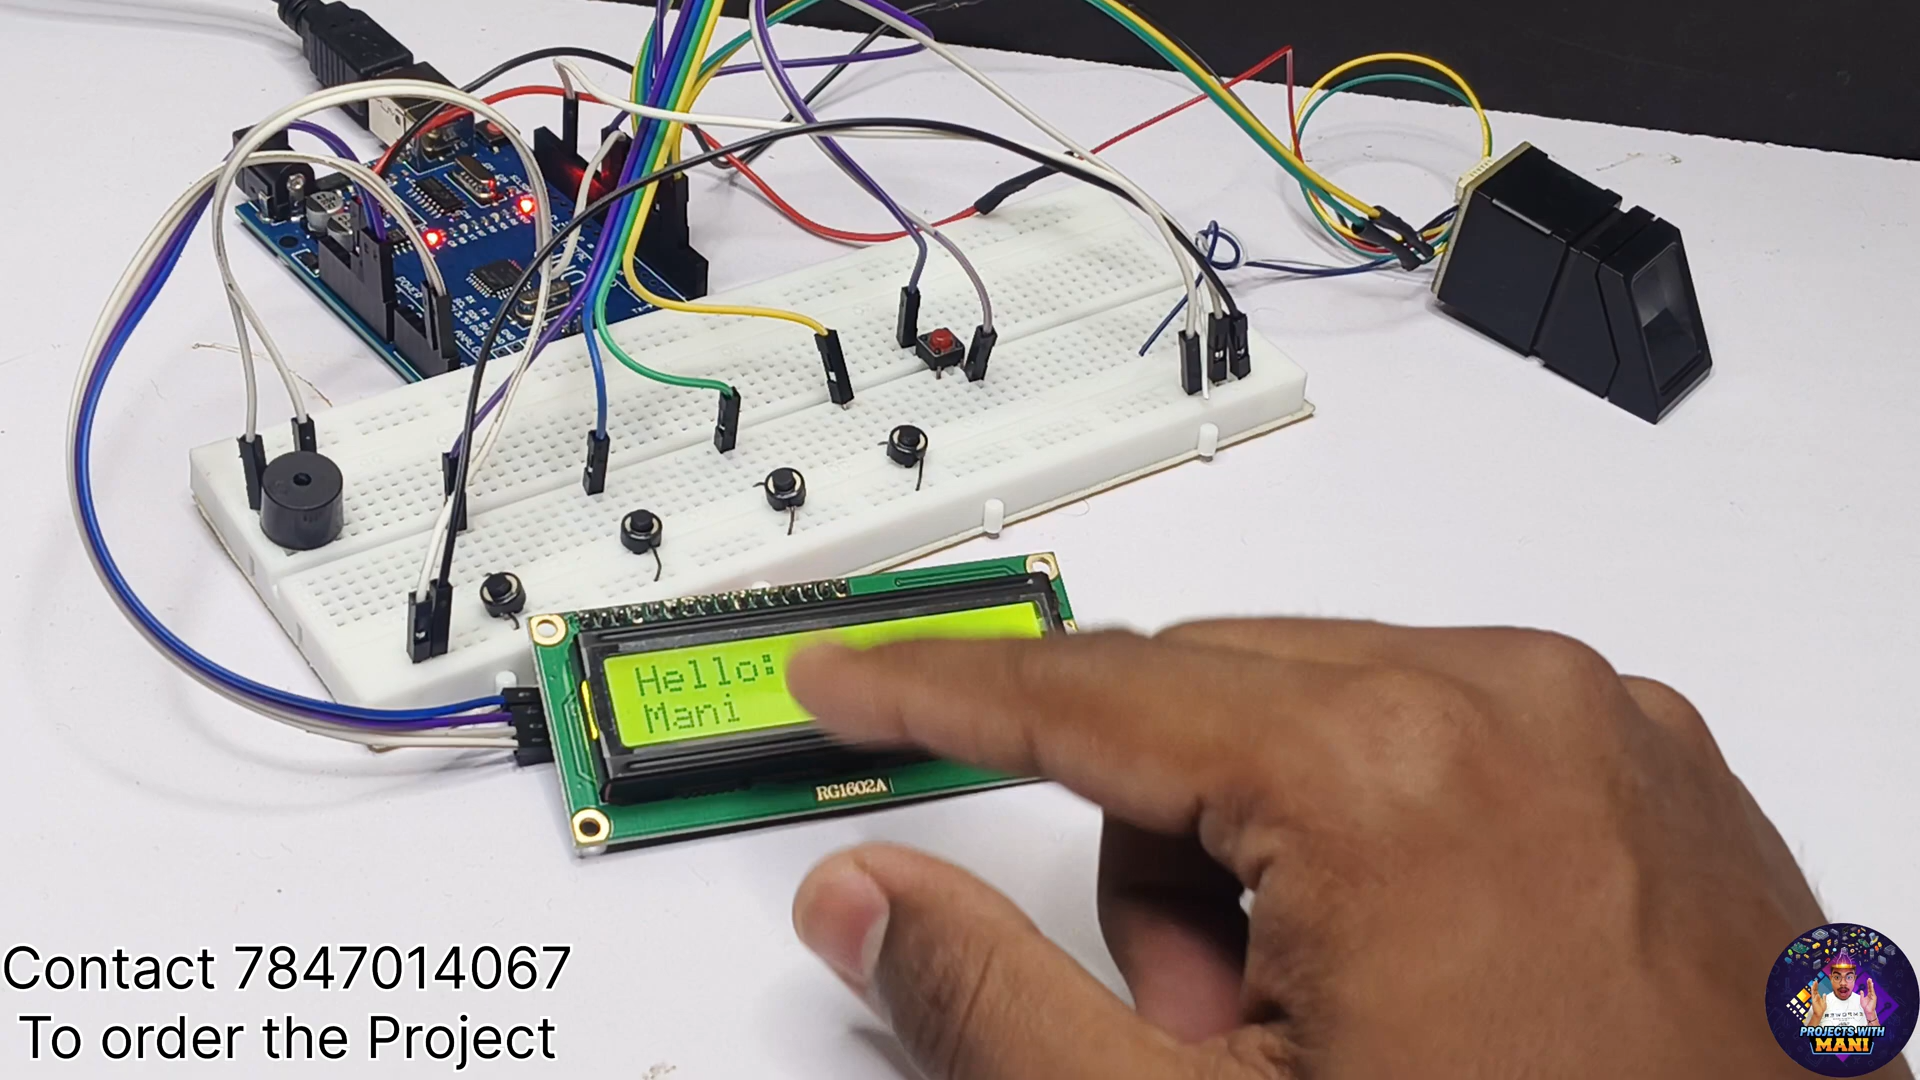 Hello:
Mani
RG1602A
Contact 7847014067
To order the Project
PROJECTS WITH
MANI